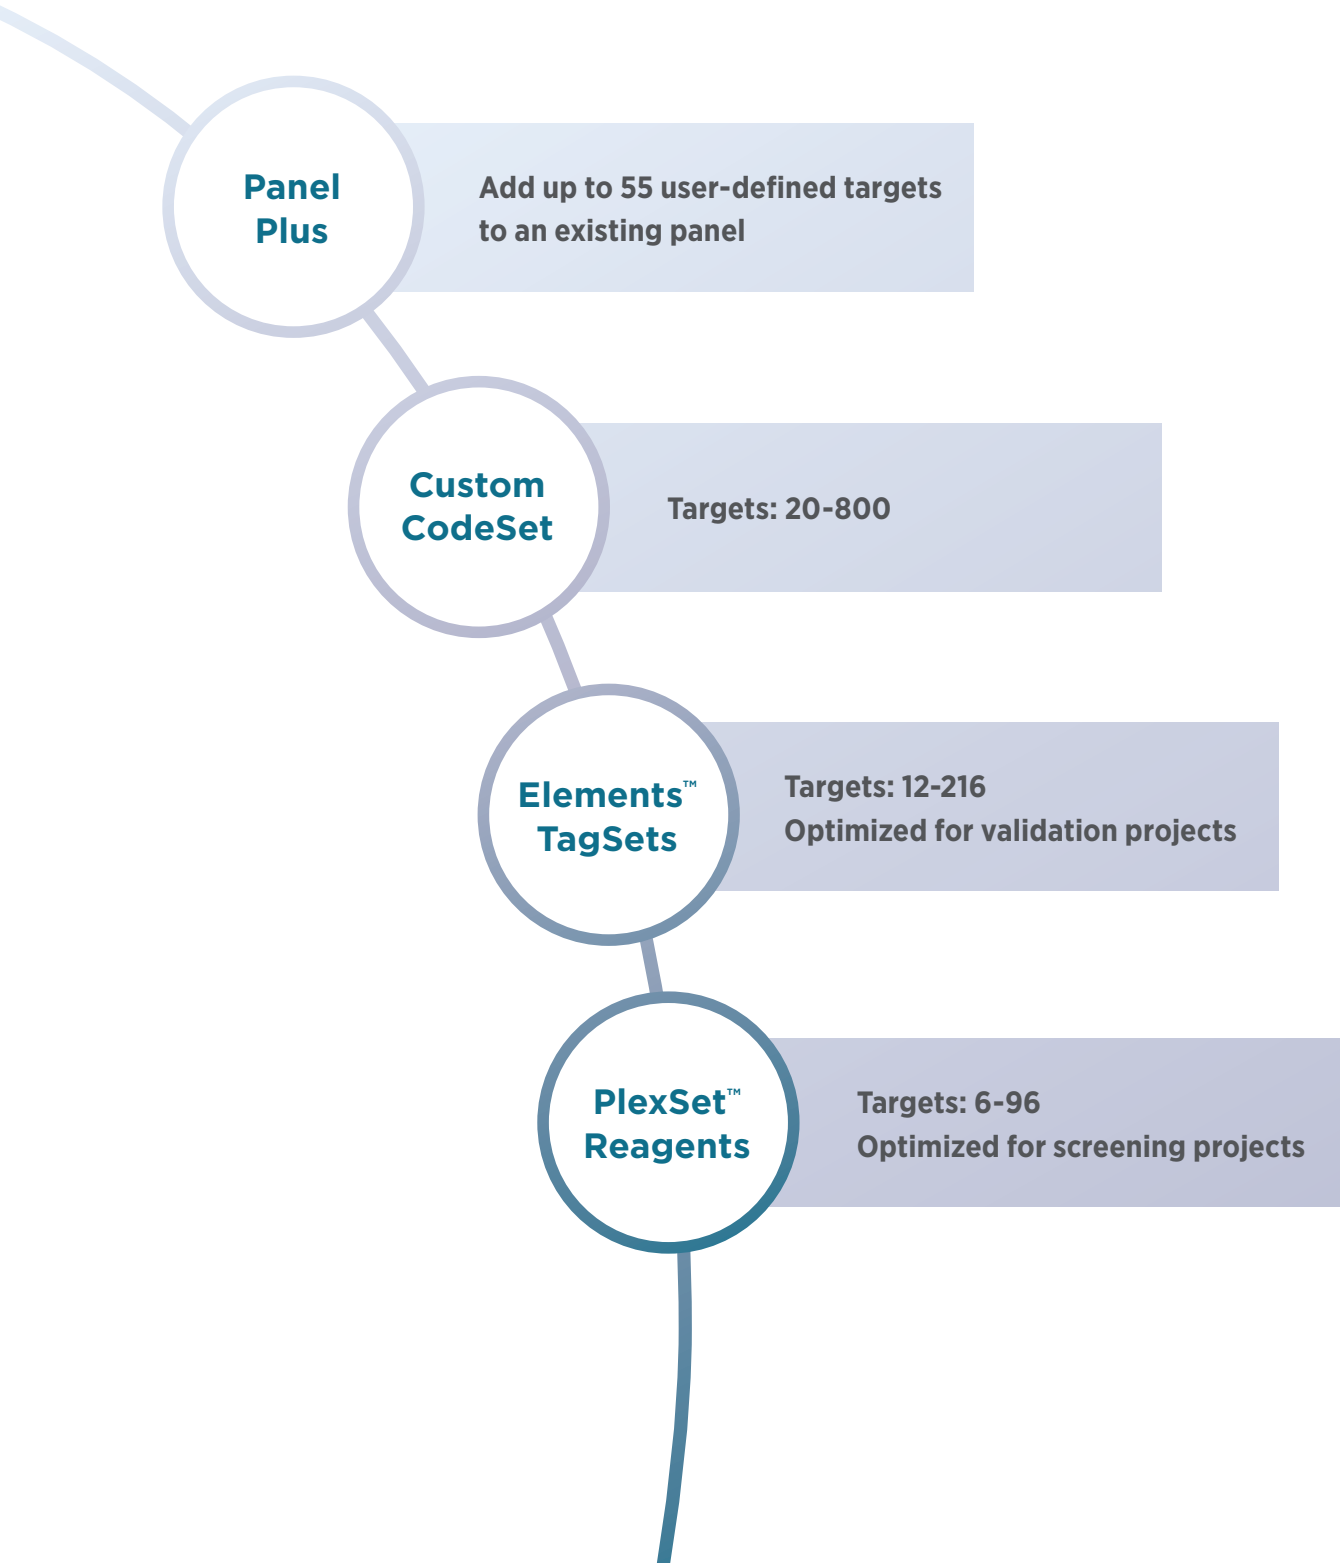 Panel
Plus
Add up to 55 user-defined targets
to an existing panel
Custom
CodeSet
Targets: 20-800
Elements™
TagSets
Targets: 12-216
Optimized for validation projects
PlexSet™
Reagents
Targets: 6-96
Optimized for screening projects